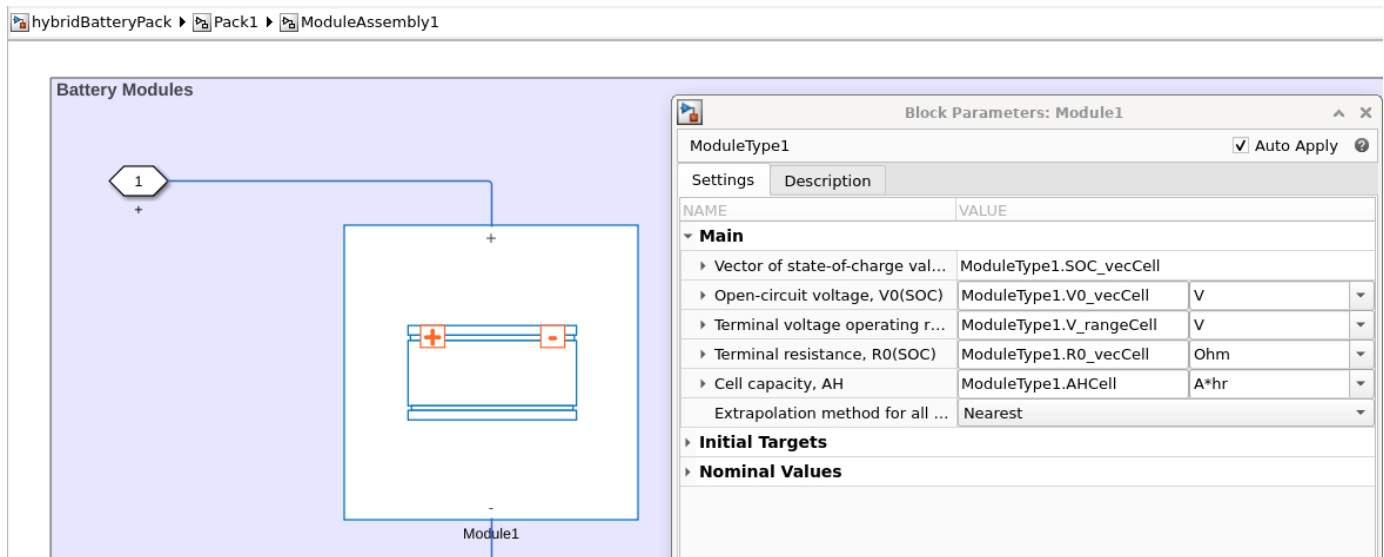 hybridBatteryPack Pack1 ModuleAssembly1
Battery Modules
1
+
+
+ -
-
Module1
Block Parameters: Module1
ModuleType1 Auto Apply
Settings Description
NAME VALUE
Main
Vector of state-of-charge val... ModuleType1.SOC_vecCell
Open-circuit voltage, V0(SOC) ModuleType1.V0_vecCell V
Terminal voltage operating r... ModuleType1.V_rangeCell V
Terminal resistance, R0(SOC) ModuleType1.R0_vecCell Ohm
Cell capacity, AH ModuleType1.AHCell A*hr
Extrapolation method for all ... Nearest
Initial Targets
Nominal Values